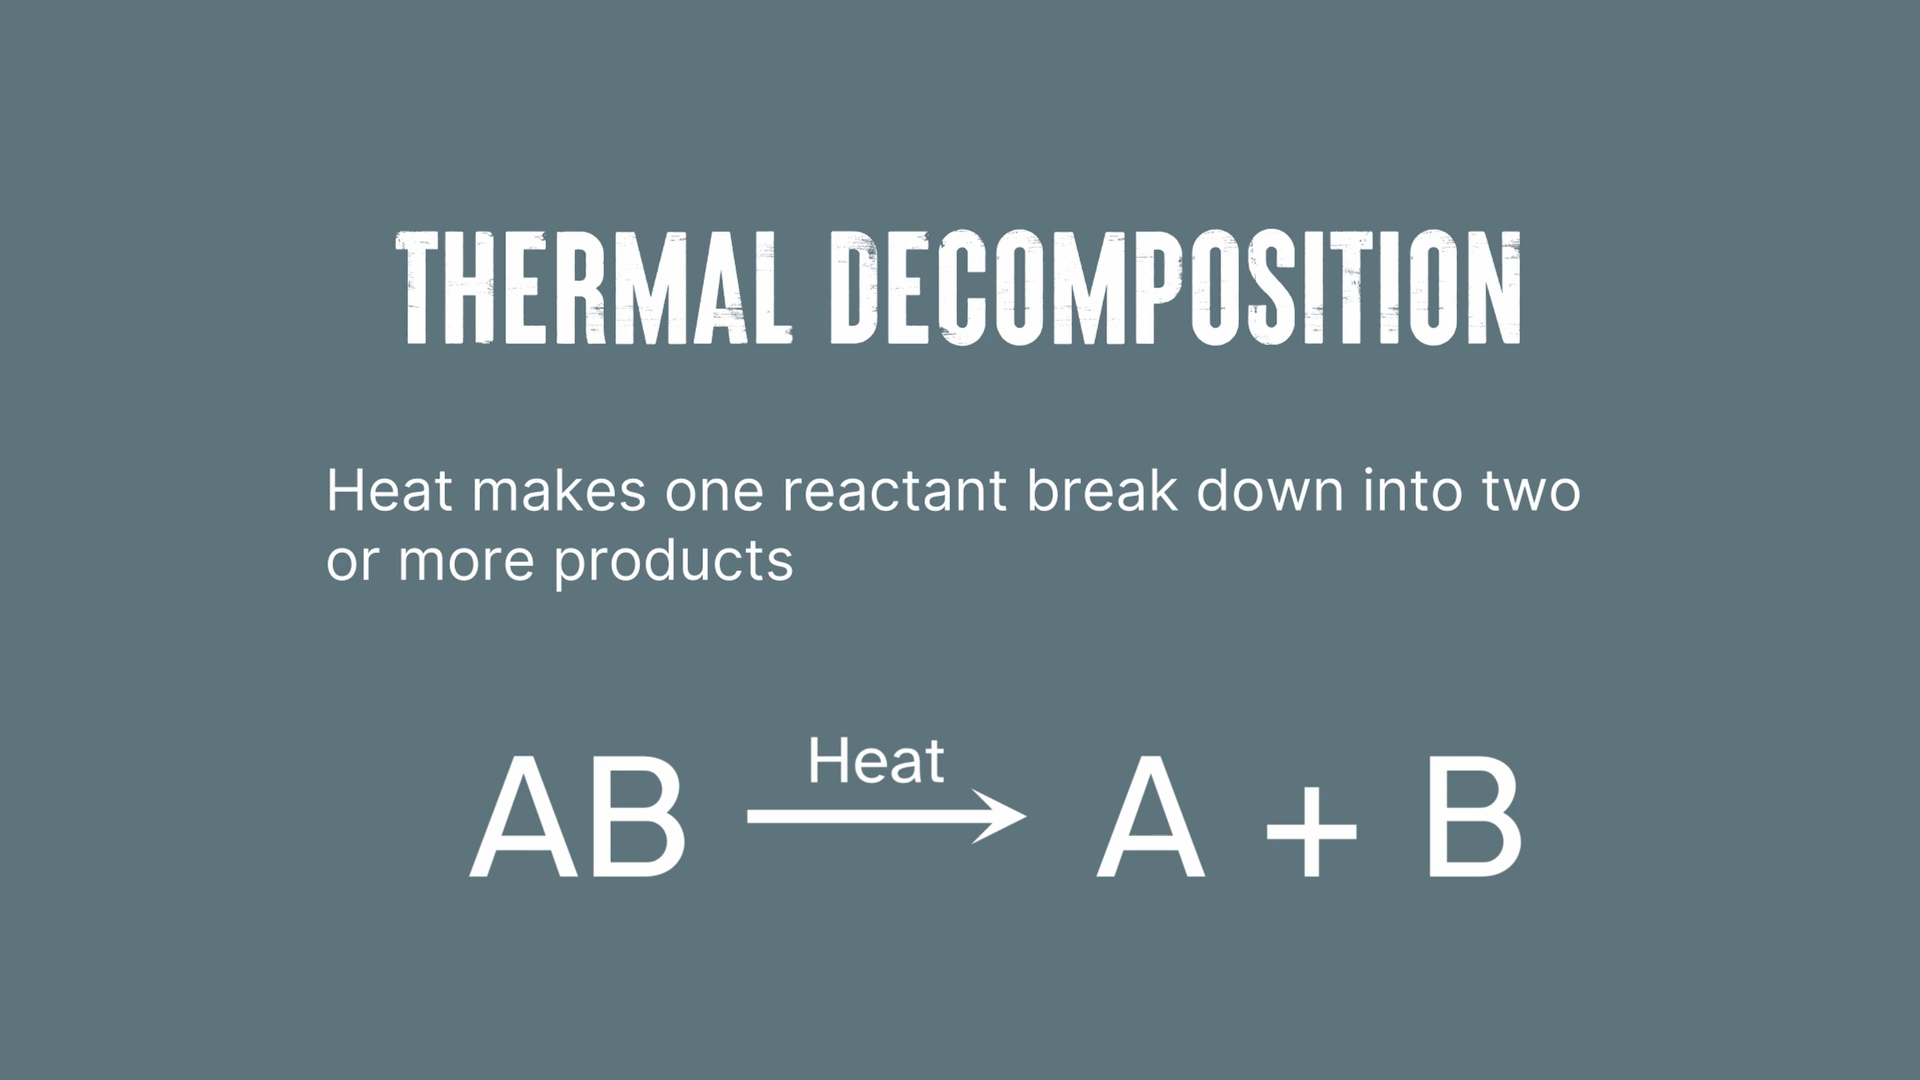 THERMAL DECOMPOSITION
Heat makes one reactant break down into two
or more products
Heat
AB → A + B